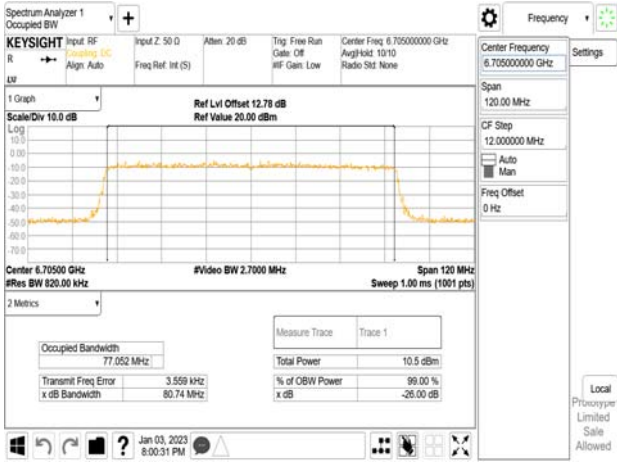 Spectrum Analyzer 1
Occupied BW
Frequency
KEYSIGHT
Input: RF
Coupling: DC
Align: Auto
Input Z: 50 Ω
Freq Ref: Int (S)
Atten: 20 dB
Trig: Free Run
Gate: Off
#IF Gain: Low
Center Freq: 6.705000000 GHz
Avg|Hold: 10/10
Radio Std: None
R
LXI
Center Frequency
6.705000000 GHz
Settings
Span
120.00 MHz
CF Step
12.000000 MHz
Auto
Man
Freq Offset
0 Hz
1 Graph
Scale/Div 10.0 dB
Ref Lvl Offset 12.78 dB
Ref Value 20.00 dBm
Log
10.0
0.00
-10.0
-20.0
-30.0
-40.0
-50.0
-60.0
-70.0
Center 6.70500 GHz
#Video BW 2.7000 MHz
Span 120 MHz
#Res BW 820.00 kHz
Sweep 1.00 ms (1001 pts)
2 Metrics
Measure Trace
Trace 1
Occupied Bandwidth
77.052 MHz
Total Power
10.5 dBm
Transmit Freq Error
3.559 kHz
% of OBW Power
99.00 %
x dB Bandwidth
80.74 MHz
x dB
-26.00 dB
Local
Prototype
Limited
Sale
Allowed
?
Jan 03, 2023
8:00:31 PM